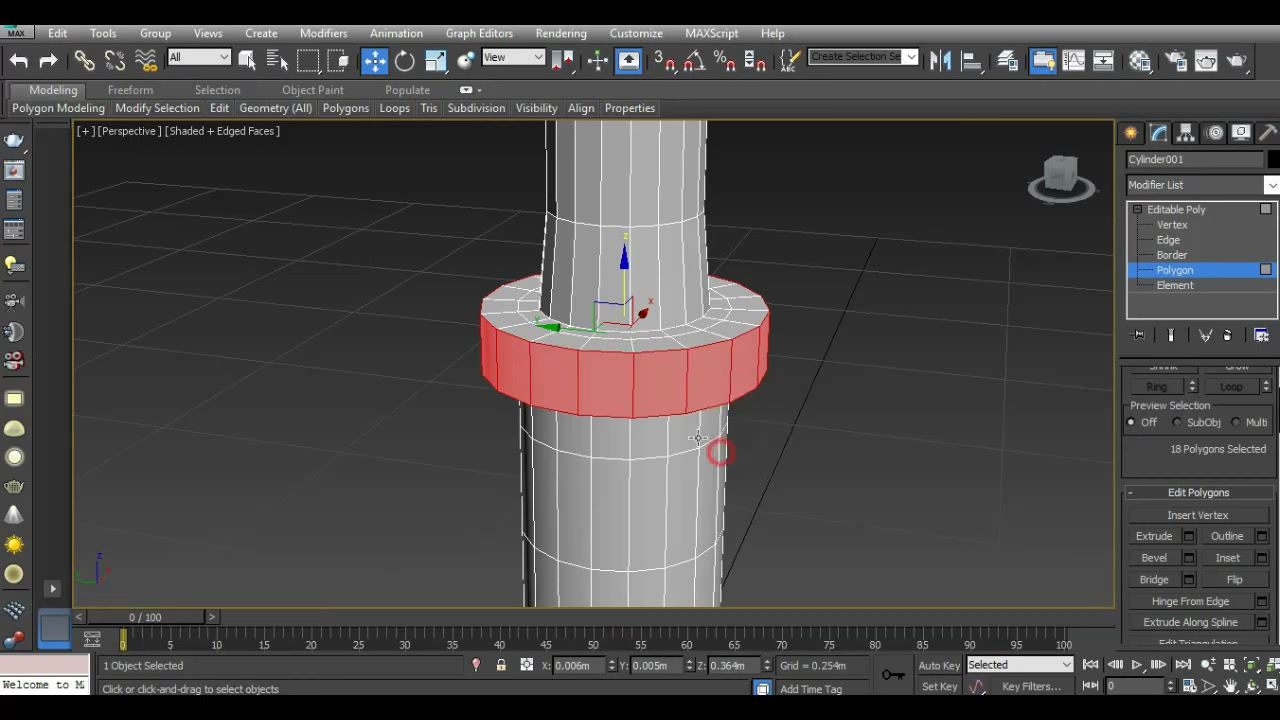 MAX Edit Tools Group Views Create Modifiers Animation Graph Editors Rendering Customize MAXScript Help
All View 3 ABC Create Selection Se
Modeling Freeform Selection Object Paint Populate
Polygon Modeling Modify Selection Edit Geometry (All) Polygons Loops Tris Subdivision Visibility Align Properties
[+] [Perspective] [Shaded + Edged Faces]
Cylinder001
Modifier List
Editable Poly
Vertex
Edge
Border
Polygon
Element
Shrink Grow
Ring Loop
Preview Selection
Off SubObj Multi
18 Polygons Selected
- Edit Polygons
Insert Vertex
Extrude Outline
Bevel Inset
Bridge Flip
Hinge From Edge
Extrude Along Spline
Edit Triangulation
z
x
y
z
< 0 / 100 >
0 5 10 15 20 25 30 35 40 45 50 55 60 65 70 75 80 85 90 95 100
1 Object Selected X: 0.006m Y: 0.005m Z: 0.364m Grid = 0.254m Auto Key Selected
Welcome to M Click or click-and-drag to select objects Add Time Tag Set Key Key Filters... 0